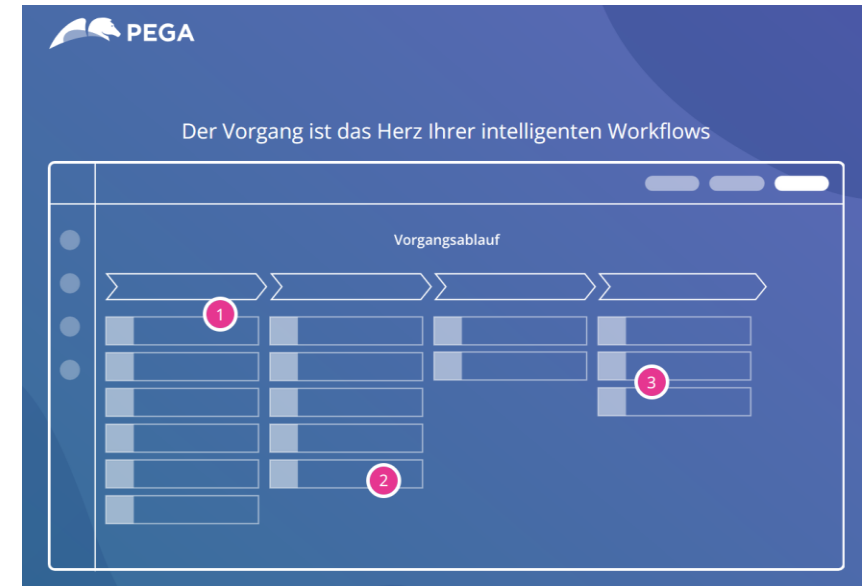 PEGA
Der Vorgang ist das Herz Ihrer intelligenten Workflows
Vorgangsablauf
1
3
2